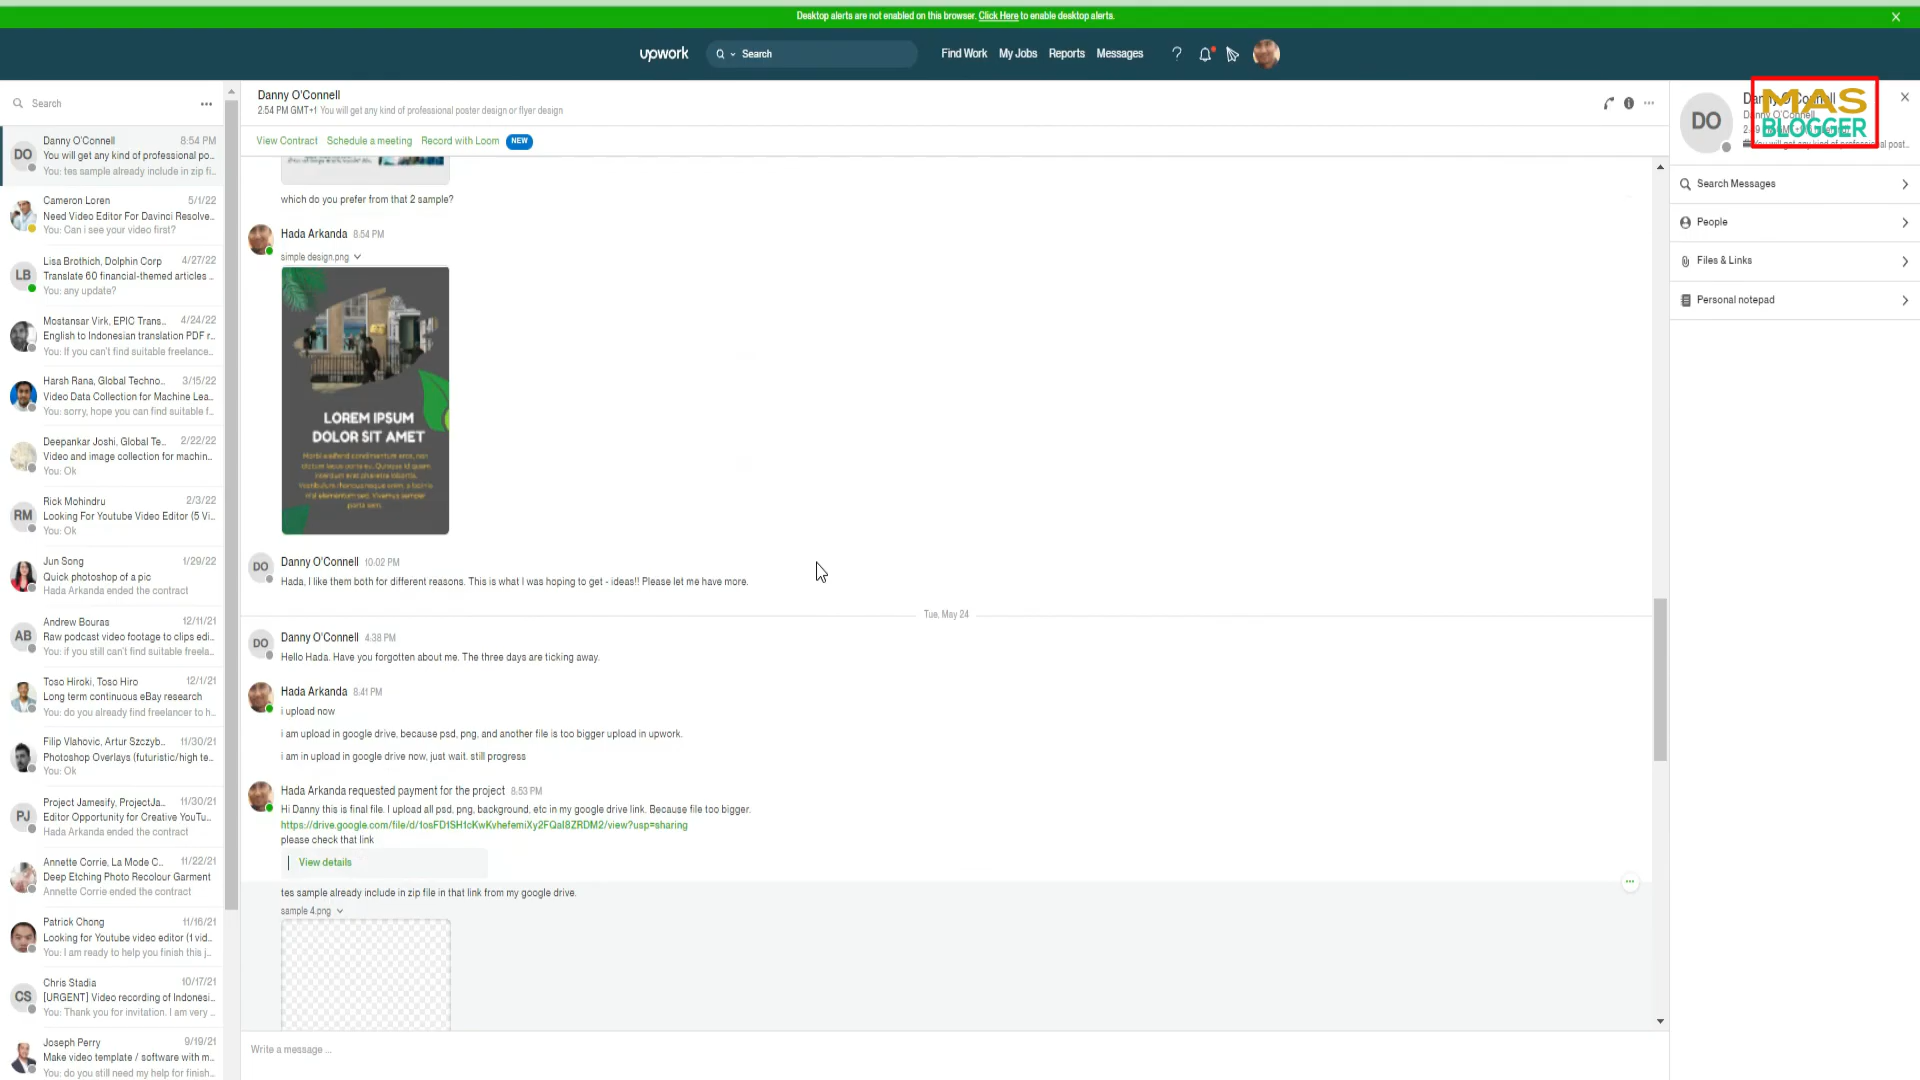 Desktop alerts are not enabled on this browser. Click Here to enable desktop alerts.
upwork
Search
Find Work
My Jobs
Reports
Messages
?
Search
DO
Danny O'Connell
8:54 PM
You will get any kind of professional po...
You: tes sample already include in zip fi...
Cameron Loren
5/1/22
Need Video Editor For Davinci Resolve...
You: Can i see your video first?
LB
Lisa Brothich, Dolphin Corp
4/27/22
Translate 60 financial-themed articles ...
You: any update?
Mostansar Virk, EPIC Trans..
4/24/22
English to Indonesian translation PDF r...
You: If you can't find suitable freelance...
Harsh Rana, Global Techno..
3/15/22
Video Data Collection for Machine Lea...
You: sorry, hope you can find suitable f...
Deepankar Joshi, Global Te..
2/22/22
Video and image collection for machin...
You: Ok
RM
Rick Mohindru
2/3/22
Looking For Youtube Video Editor (5 Vi...
You: Ok
Jun Song
1/29/22
Quick photoshop of a pic
Hada Arkanda ended the contract
AB
Andrew Bouras
12/11/21
Raw podcast video footage to clips edi...
You: if you still can't find suitable freela...
Toso Hiroki, Toso Hiro
12/1/21
Long term continuous eBay research
You: do you already find freelancer to h...
Filip Vlahovic, Artur Szczyb..
11/30/21
Photoshop Overlays (futuristic/high te...
You: Ok
PJ
Project Jamesify, ProjectJa..
11/30/21
Editor Opportunity for Creative YouTu...
Hada Arkanda ended the contract
Annette Corrie, La Mode C..
11/22/21
Deep Etching Photo Recolour Garment
Annette Corrie ended the contract
Patrick Chong
11/16/21
Looking for Youtube video editor (1 vid...
You: I am ready to help you finish this j...
CS
Chris Stadia
10/17/21
[URGENT] Video recording of Indonesi...
You: Thank you for invitation. I am very ...
Joseph Perry
9/19/21
Make video template / software with m...
You: do you still need my help for finish...
Danny O'Connell
2:54 PM GMT+1 You will get any kind of professional poster design or flyer design
View Contract
Schedule a meeting
Record with Loom
NEW
which do you prefer from that 2 sample?
Hada Arkanda 8:54 PM
simple design.png
LOREM IPSUM
DOLOR SIT AMET
DO
Danny O'Connell 10:02 PM
Hada, I like them both for different reasons. This is what I was hoping to get - ideas!! Please let me have more.
Tue, May 24
DO
Danny O'Connell 4:38 PM
Hello Hada. Have you forgotten about me. The three days are ticking away.
Hada Arkanda 8:41 PM
i upload now
i am upload in google drive, because psd, png, and another file is too bigger upload in upwork.
i am in upload in google drive now, just wait. still progress
Hada Arkanda requested payment for the project 8:53 PM
Hi Danny this is final file. I upload all psd, png, background, etc in my google drive link. Because file too bigger.
https://drive.google.com/file/d/1osFD1SH1cKwKvhefemiXy2FQaI8ZRDM2/view?usp=sharing
please check that link
View details
tes sample already include in zip file in that link from my google drive.
sample 4.png
Write a message ...
DO
Danny O'Connell
MAS
BLOGGER
Search Messages
People
Files & Links
Personal notepad